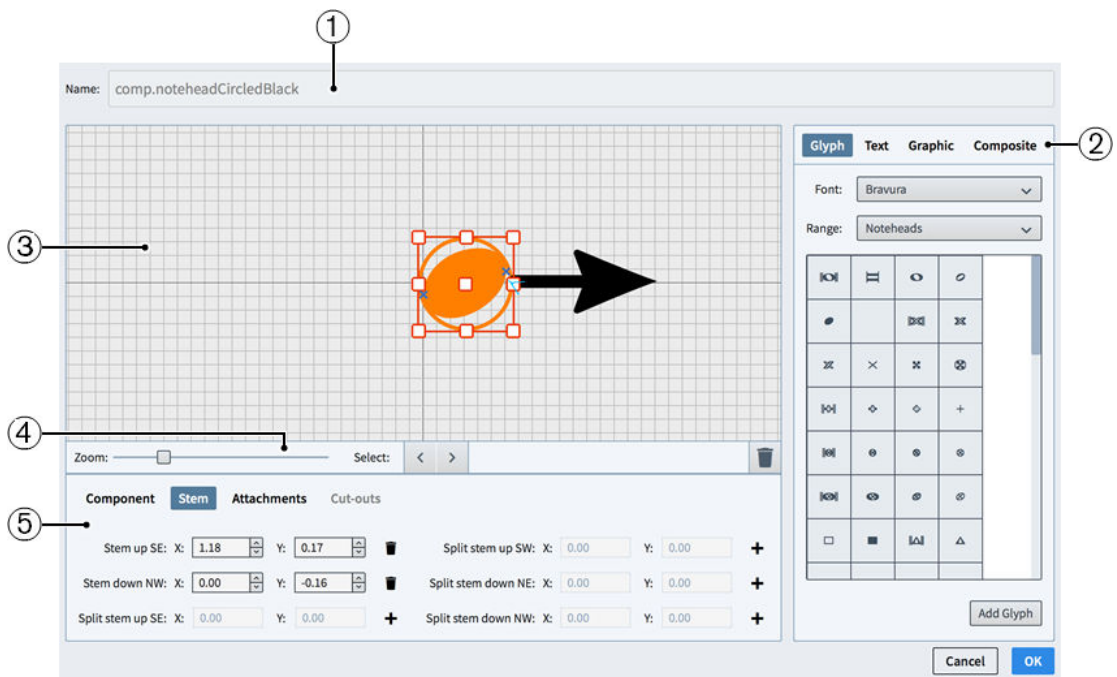 1
Name: comp.noteheadCircledBlack
Glyph Text Graphic Composite 2
Font: Bravura
Range: Noteheads
3
4
Zoom: Select: < >
Component Stem Attachments Cut-outs
5
Stem up SE: X: 1.18 Y: 0.17 Split stem up SW: X: 0.00 Y: 0.00 +
Stem down NW: X: 0.00 Y: -0.16 Split stem down NE: X: 0.00 Y: 0.00 +
Split stem up SE: X: 0.00 Y: 0.00 + Split stem down NW: X: 0.00 Y: 0.00 +
Add Glyph
Cancel OK